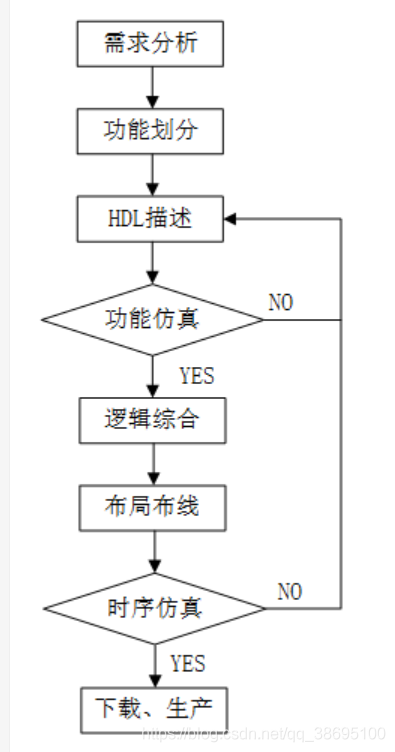 需求分析
功能划分
HDL描述
功能仿真
NO
YES
逻辑综合
布局布线
时序仿真
NO
YES
下载、生产
https://blog.csdn.net/qq_38695100